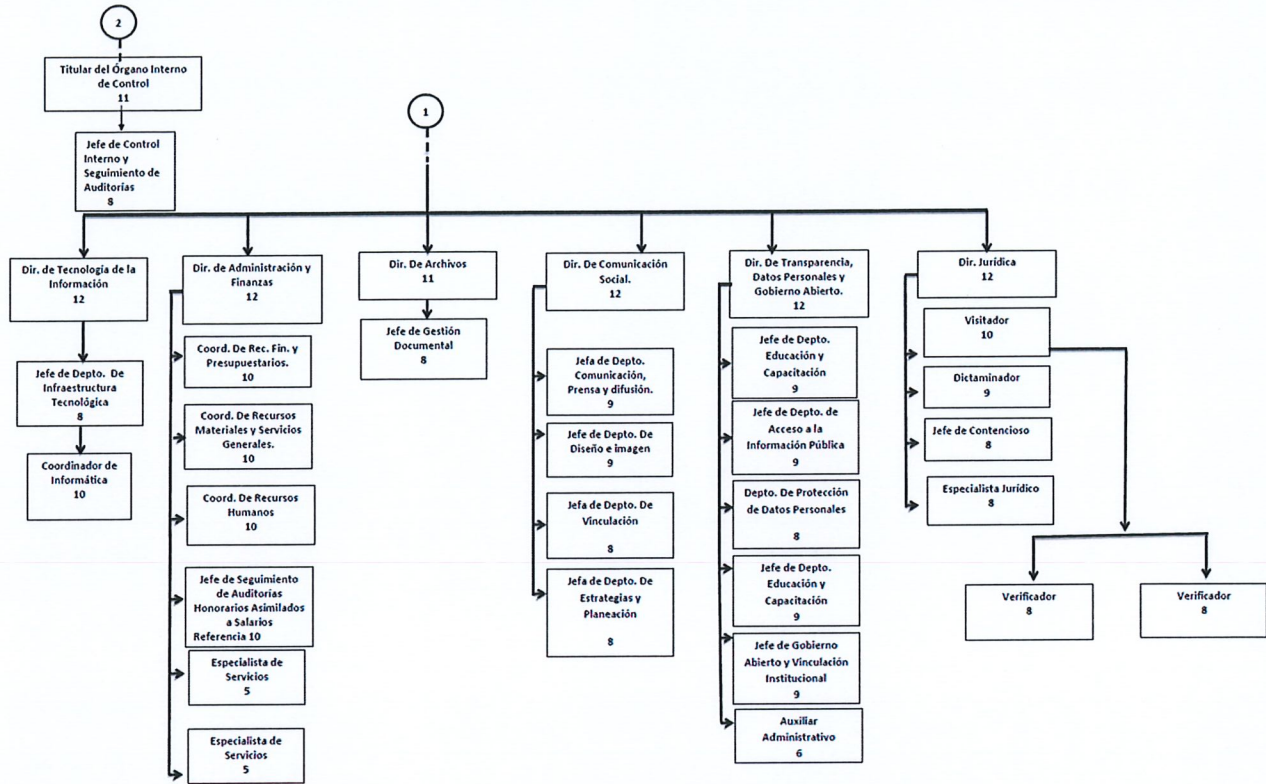 2
Titular del Órgano Interno
de Control
11
Jefe de Control
Interno y
Seguimiento de
Auditorías
8
1
Dir. de Tecnología de la
Información
12
Jefe de Depto. De
Infraestructura
Tecnológica
8
Coordinador de
Informática
10
Dir. de Administración y
Finanzas
12
Coord. De Rec. Fin. y
Presupuestarios.
10
Coord. De Recursos
Materiales y Servicios
Generales.
10
Coord. De Recursos
Humanos
10
Jefe de Seguimiento
de Auditorías
Honorarios Asimilados
a Salarios
Referencia 10
Especialista de
Servicios
5
Especialista de
Servicios
5
Dir. De Archivos
11
Jefe de Gestión
Documental
8
Dir. De Comunicación
Social.
12
Jefa de Depto.
Comunicación,
Prensa y difusión.
9
Jefe de Depto. De
Diseño e imagen
9
Jefa de Depto. De
Vinculación
8
Jefa de Depto. De
Estrategias y
Planeación
8
Dir. De Transparencia,
Datos Personales y
Gobierno Abierto.
12
Jefe de Depto.
Educación y
Capacitación
9
Jefe de Depto. de
Acceso a la
Información Pública
9
Depto. De Protección
de Datos Personales
8
Jefe de Depto.
Educación y
Capacitación
9
Jefe de Gobierno
Abierto y Vinculación
Institucional
9
Auxiliar
Administrativo
6
Dir. Jurídica
12
Visitador
10
Dictaminador
9
Jefe de Contencioso
8
Especialista Jurídico
8
Verificador
8
Verificador
8